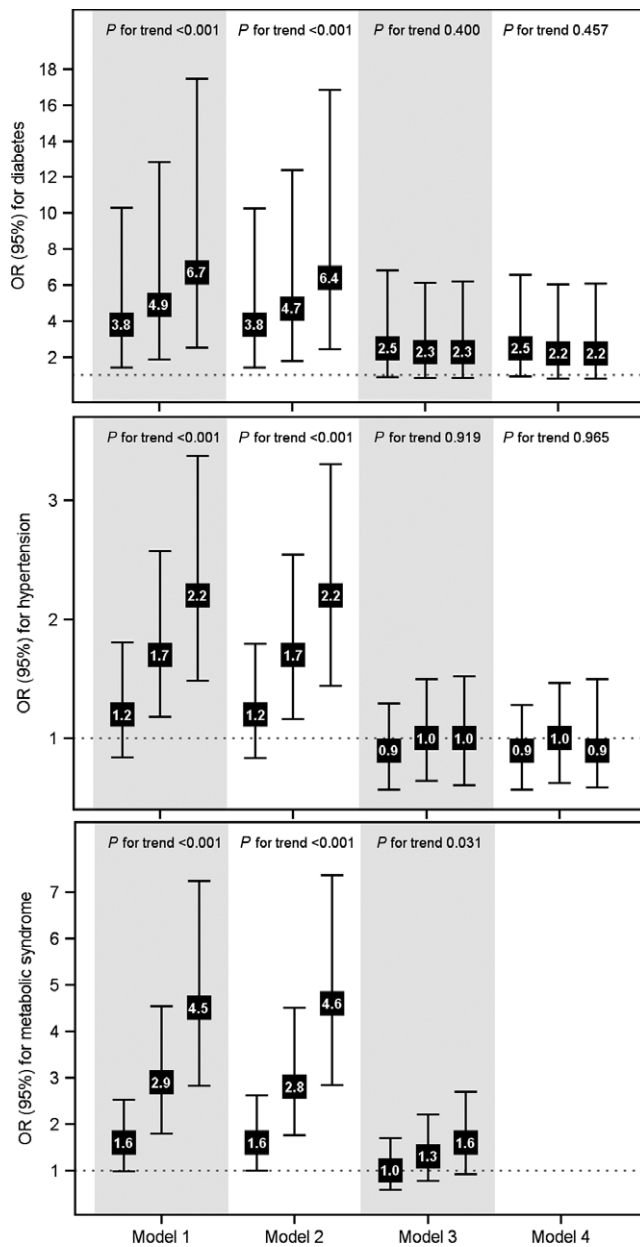 P for trend <0.001 P for trend <0.001 P for trend 0.400 P for trend 0.457
OR (95%) for diabetes
18
16
14
12
10
8
6
4
2
3.8 4.9 6.7 3.8 4.7 6.4 2.5 2.3 2.3 2.5 2.2 2.2
P for trend <0.001 P for trend <0.001 P for trend 0.919 P for trend 0.965
OR (95%) for hypertension
3
2
1
1.2 1.7 2.2 1.2 1.7 2.2 0.9 1.0 1.0 0.9 1.0 0.9
P for trend <0.001 P for trend <0.001 P for trend 0.031
OR (95%) for metabolic syndrome
7
6
5
4
3
2
1
1.6 2.9 4.5 1.6 2.8 4.6 1.0 1.3 1.6
Model 1 Model 2 Model 3 Model 4